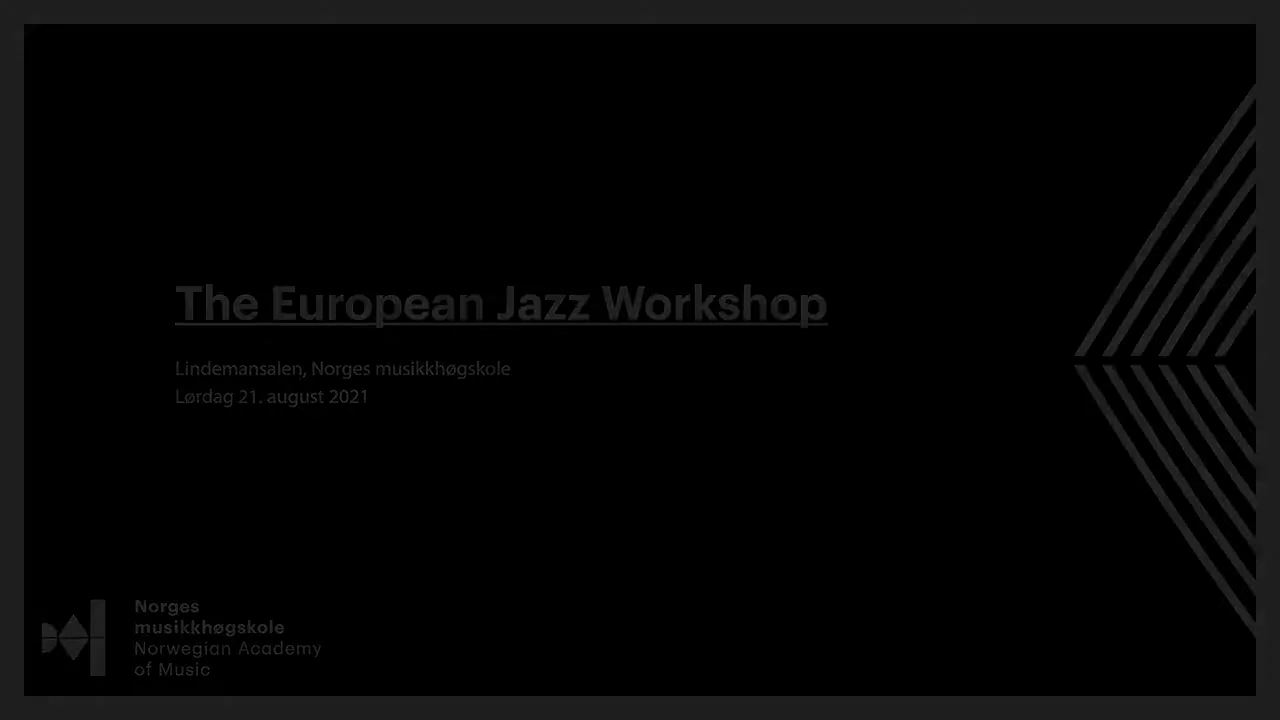 The European Jazz Workshop
Lindemansalen, Norges musikkhøgskole
Lørdag 21. august 2021
Norges
musikkhøgskole
Norwegian Academy
of Music